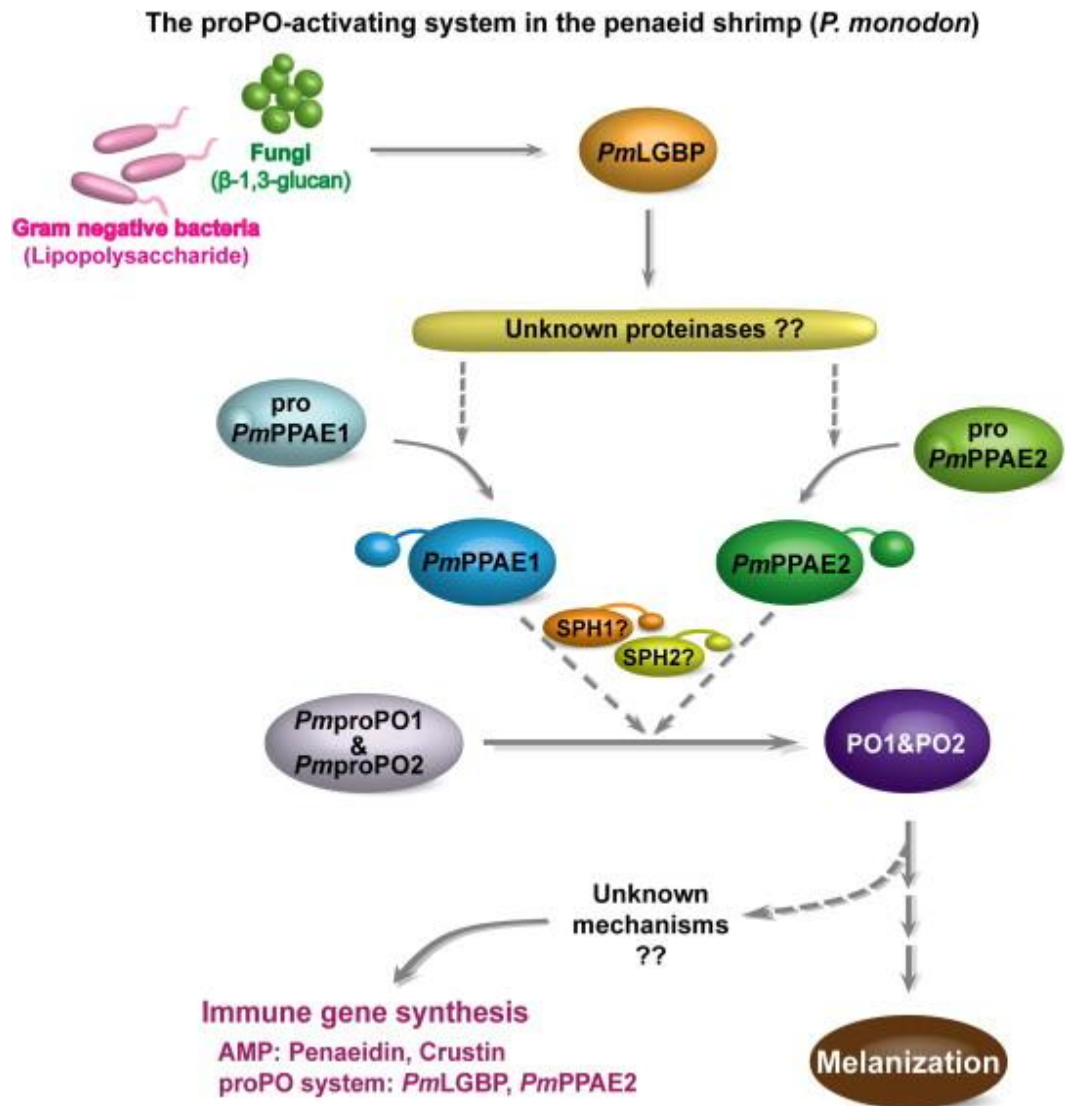 The proPO-activating system in the penaeid shrimp (P. monodon)
Fungi
(β-1,3-glucan)
Gram negative bacteria
(Lipopolysaccharide)
PmLGBP
Unknown proteinases ??
pro
PmPPAE1
pro
PmPPAE2
PmPPAE1
PmPPAE2
SPH1?
SPH2?
PmproPO1
&
PmproPO2
PO1&PO2
Unknown
mechanisms
??
Immune gene synthesis
AMP: Penaeidin, Crustin
proPO system: PmLGBP, PmPPAE2
Melanization